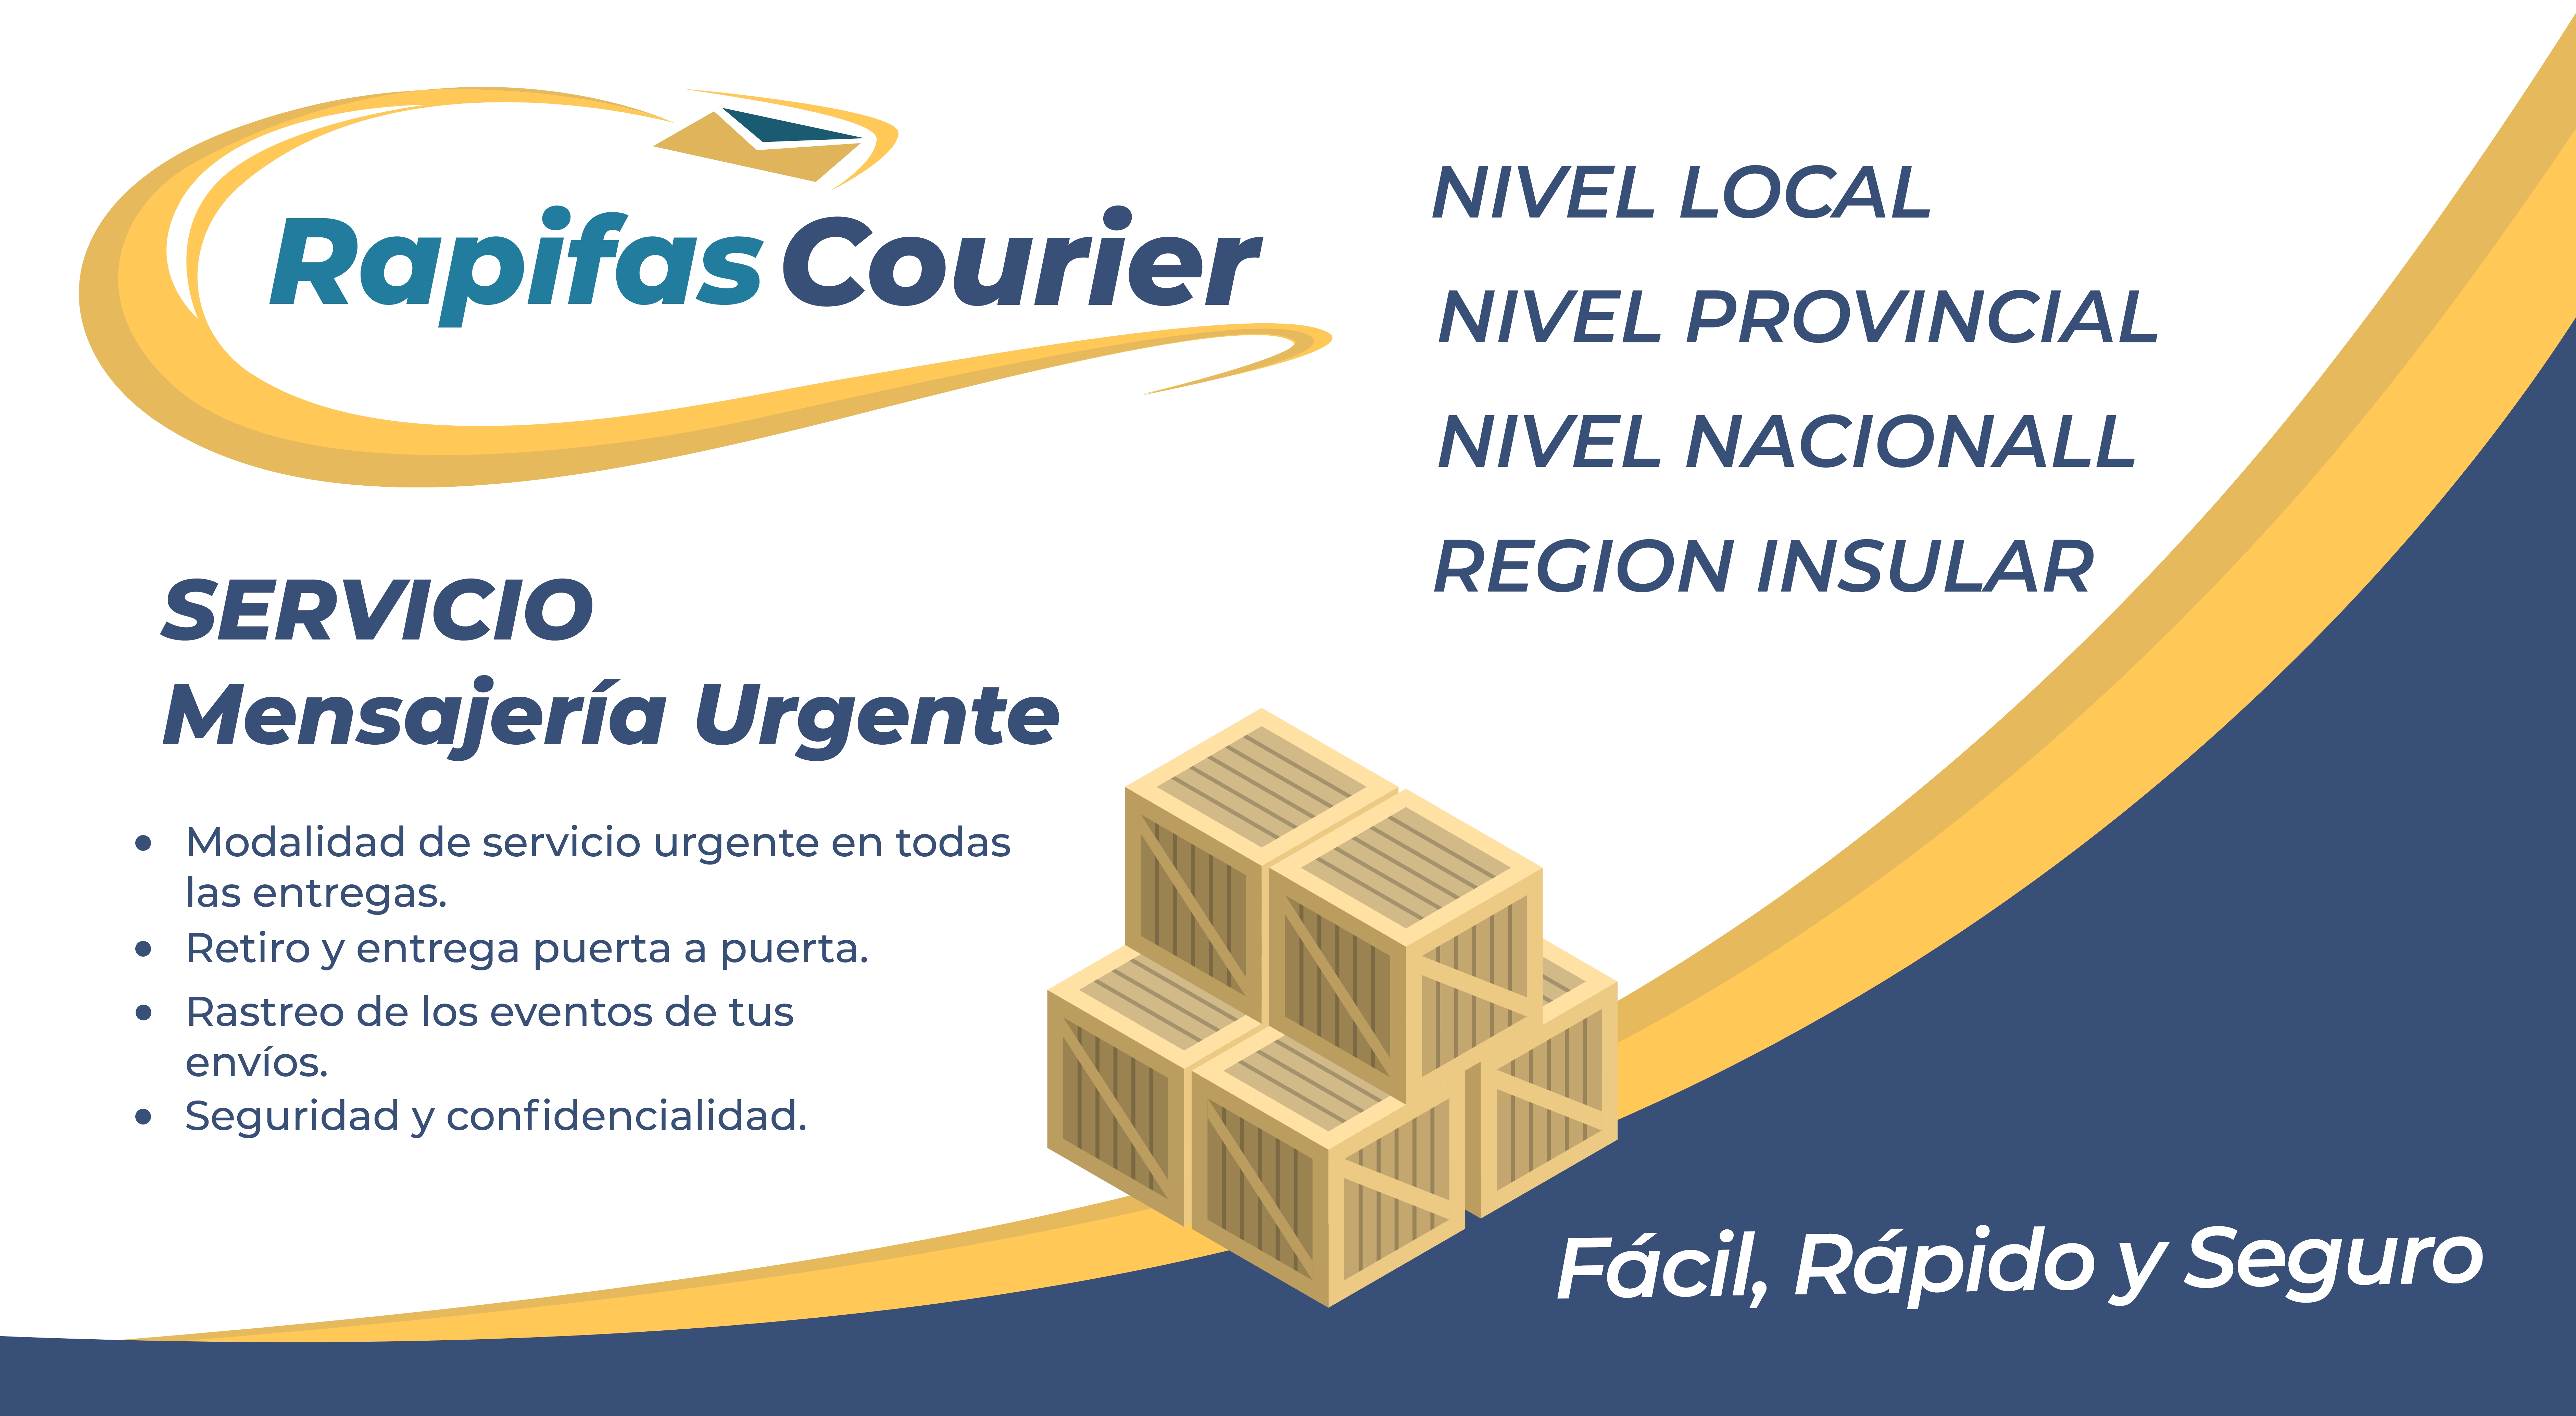 Rapifas Courier
NIVEL LOCAL
NIVEL PROVINCIAL
NIVEL NACIONALL
REGION INSULAR
SERVICIO
Mensajería Urgente
• Modalidad de servicio urgente en todas
las entregas.
• Retiro y entrega puerta a puerta.
• Rastreo de los eventos de tus
envíos.
• Seguridad y confidencialidad.
Fácil, Rápido y Seguro